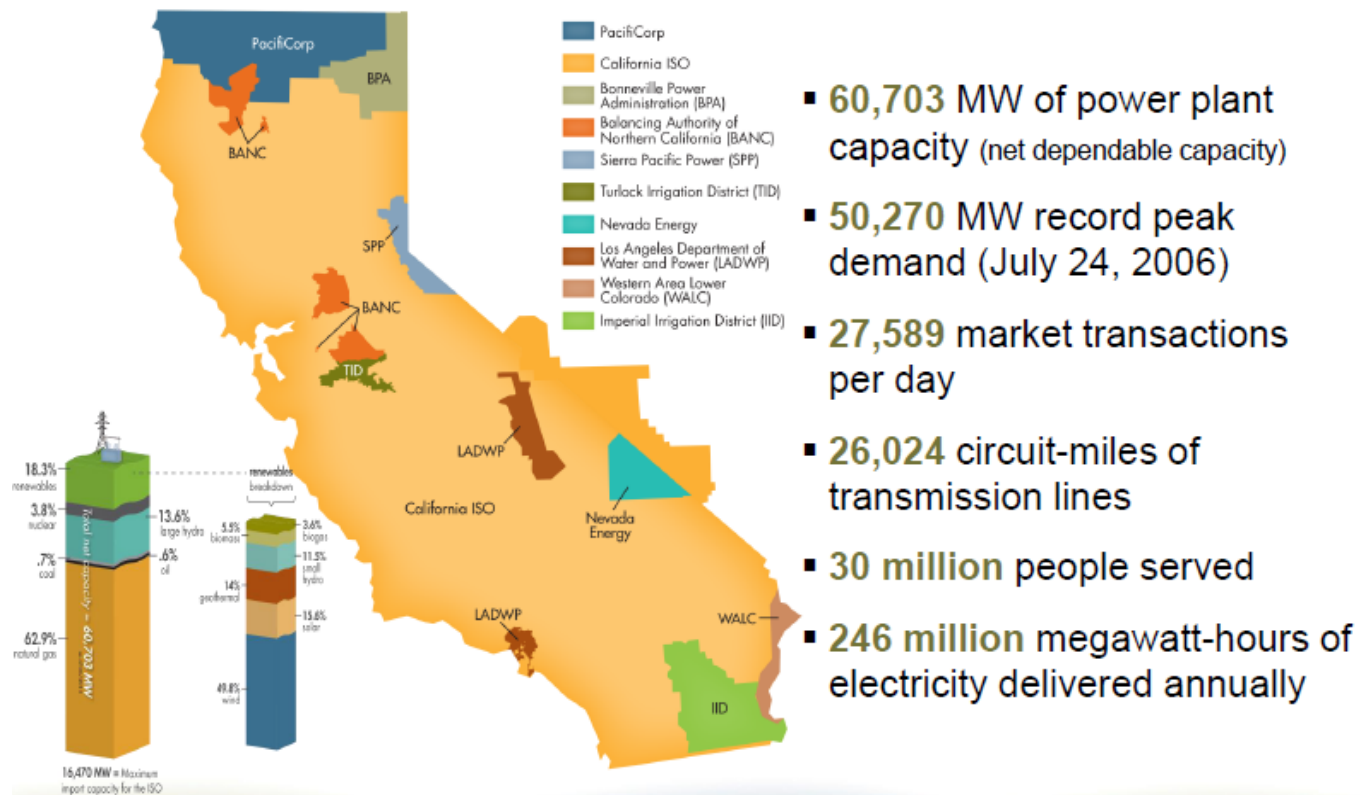 PacifiCorp
BPA
BANC
SPP
BANC
TID
LADWP
California ISO
Nevada
Energy
LADWP
WALC
IID
PacifiCorp
California ISO
Bonneville Power
Administration (BPA)
Balancing Authority of
Northern California (BANC)
Sierra Pacific Power (SPP)
Turlock Irrigation District (TID)
Nevada Energy
Los Angeles Department of
Water and Power (LADWP)
Western Area Lower
Colorado (WALC)
Imperial Irrigation District (IID)
▪ 60,703 MW of power plant
capacity (net dependable capacity)
▪ 50,270 MW record peak
demand (July 24, 2006)
▪ 27,589 market transactions
per day
▪ 26,024 circuit-miles of
transmission lines
▪ 30 million people served
▪ 246 million megawatt-hours of
electricity delivered annually
18.3%
renewables
3.8%
nuclear
.7%
coal
62.9%
natural gas
13.6%
large hydro
.6%
oil
Total net capacity = 60,703 MW
renewables
breakdown
5.5%
biomass
14%
geothermal
49.8%
wind
3.6%
biogas
11.5%
small
hydro
15.6%
solar
16,470 MW = Maximum
import capacity for the ISO